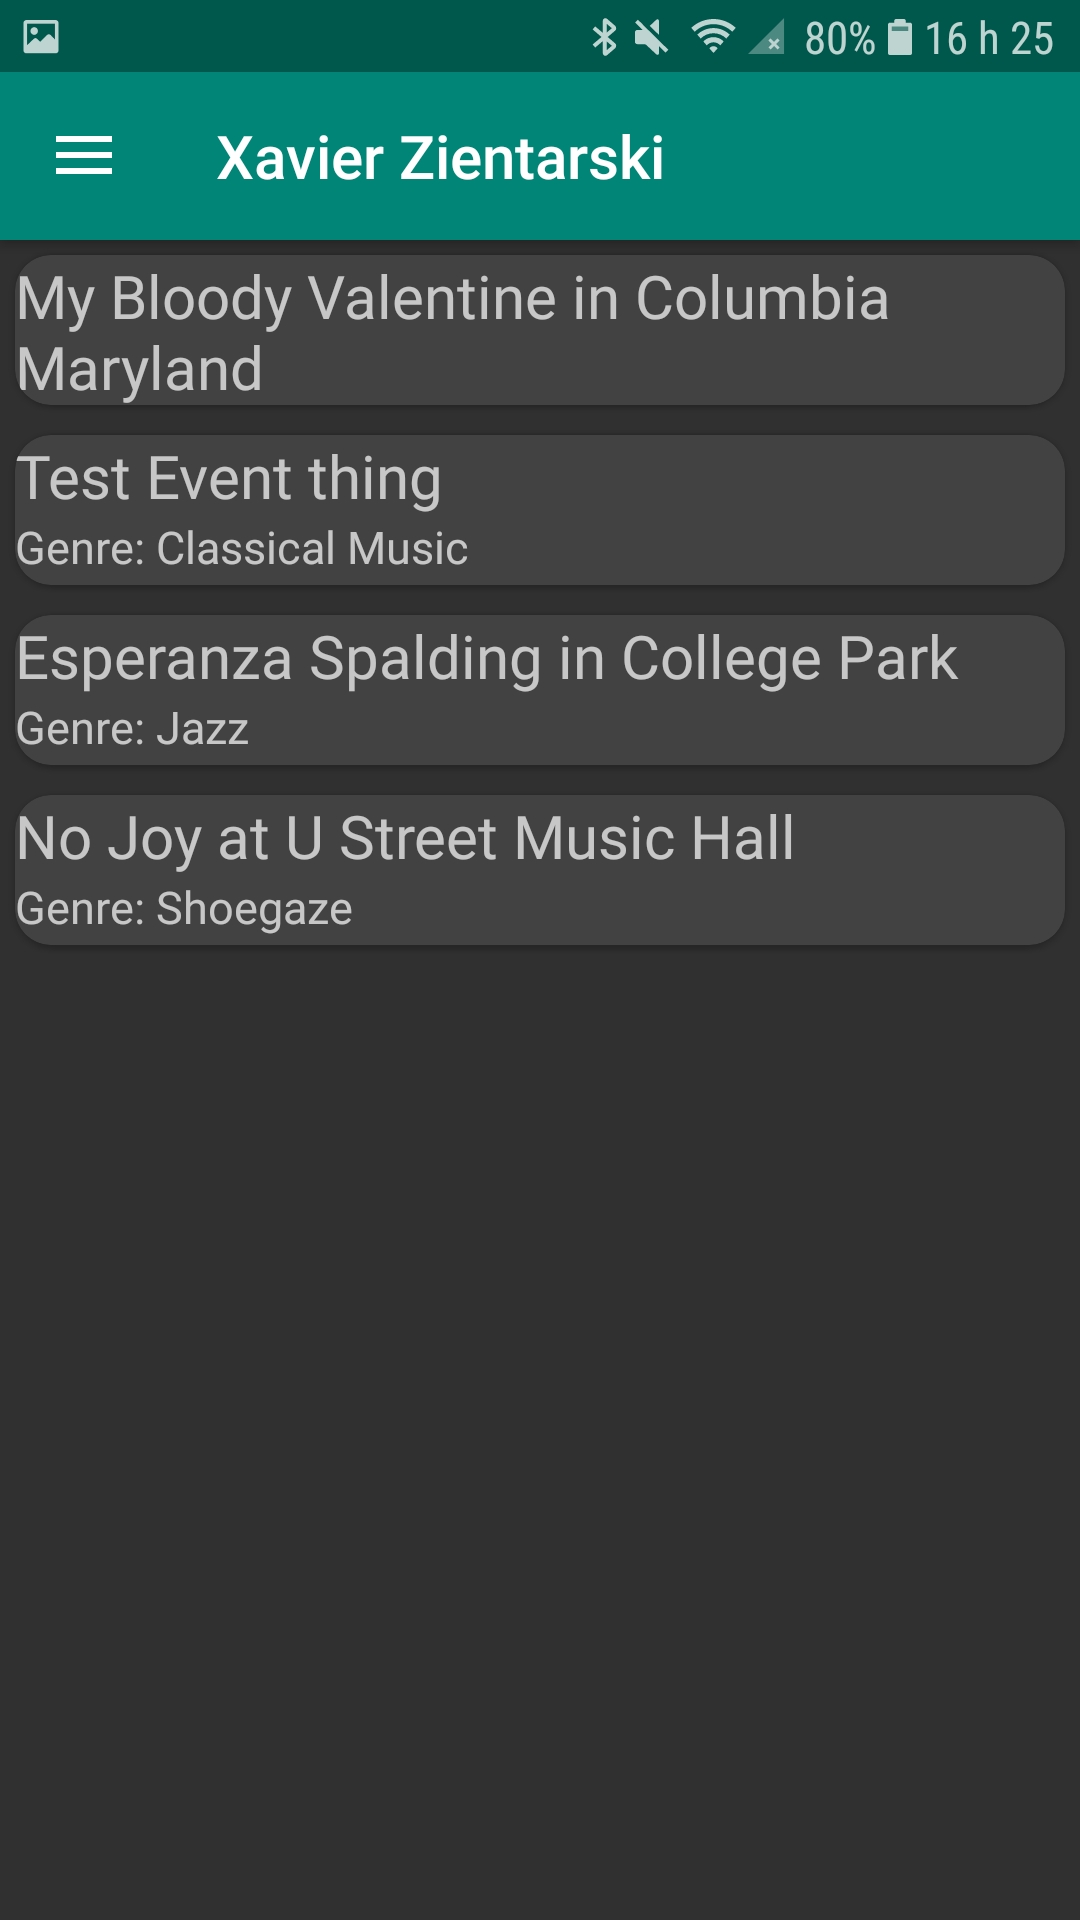 80% 16 h 25
Xavier Zientarski
My Bloody Valentine in Columbia
Maryland
Test Event thing
Genre: Classical Music
Esperanza Spalding in College Park
Genre: Jazz
No Joy at U Street Music Hall
Genre: Shoegaze